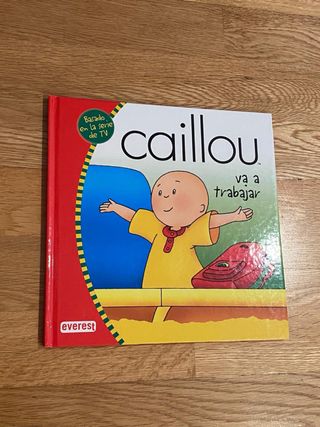 Basado
en la serie
de TV
caillou
va a
trabajar
everest